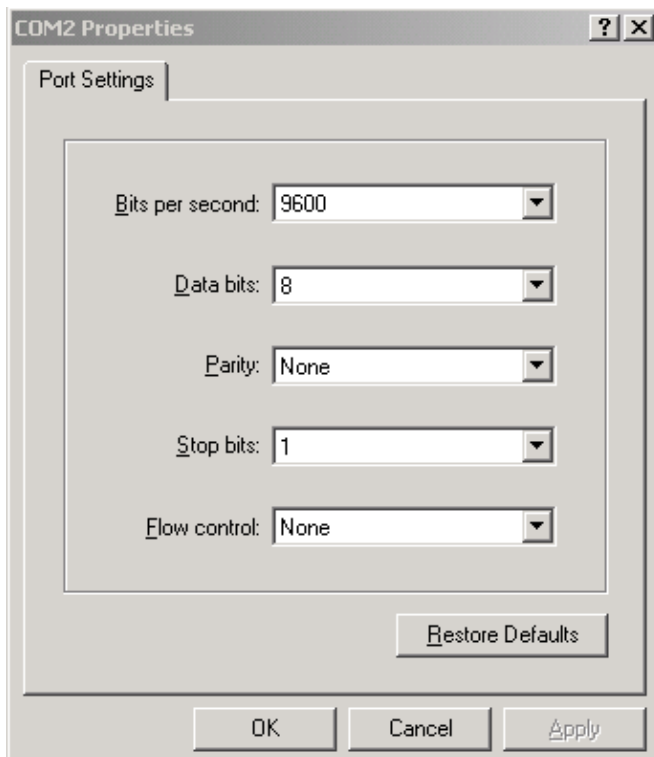 COM2 Properties
Port Settings
Bits per second: 9600
Data bits: 8
Parity: None
Stop bits: 1
Flow control: None
Restore Defaults
OK Cancel Apply